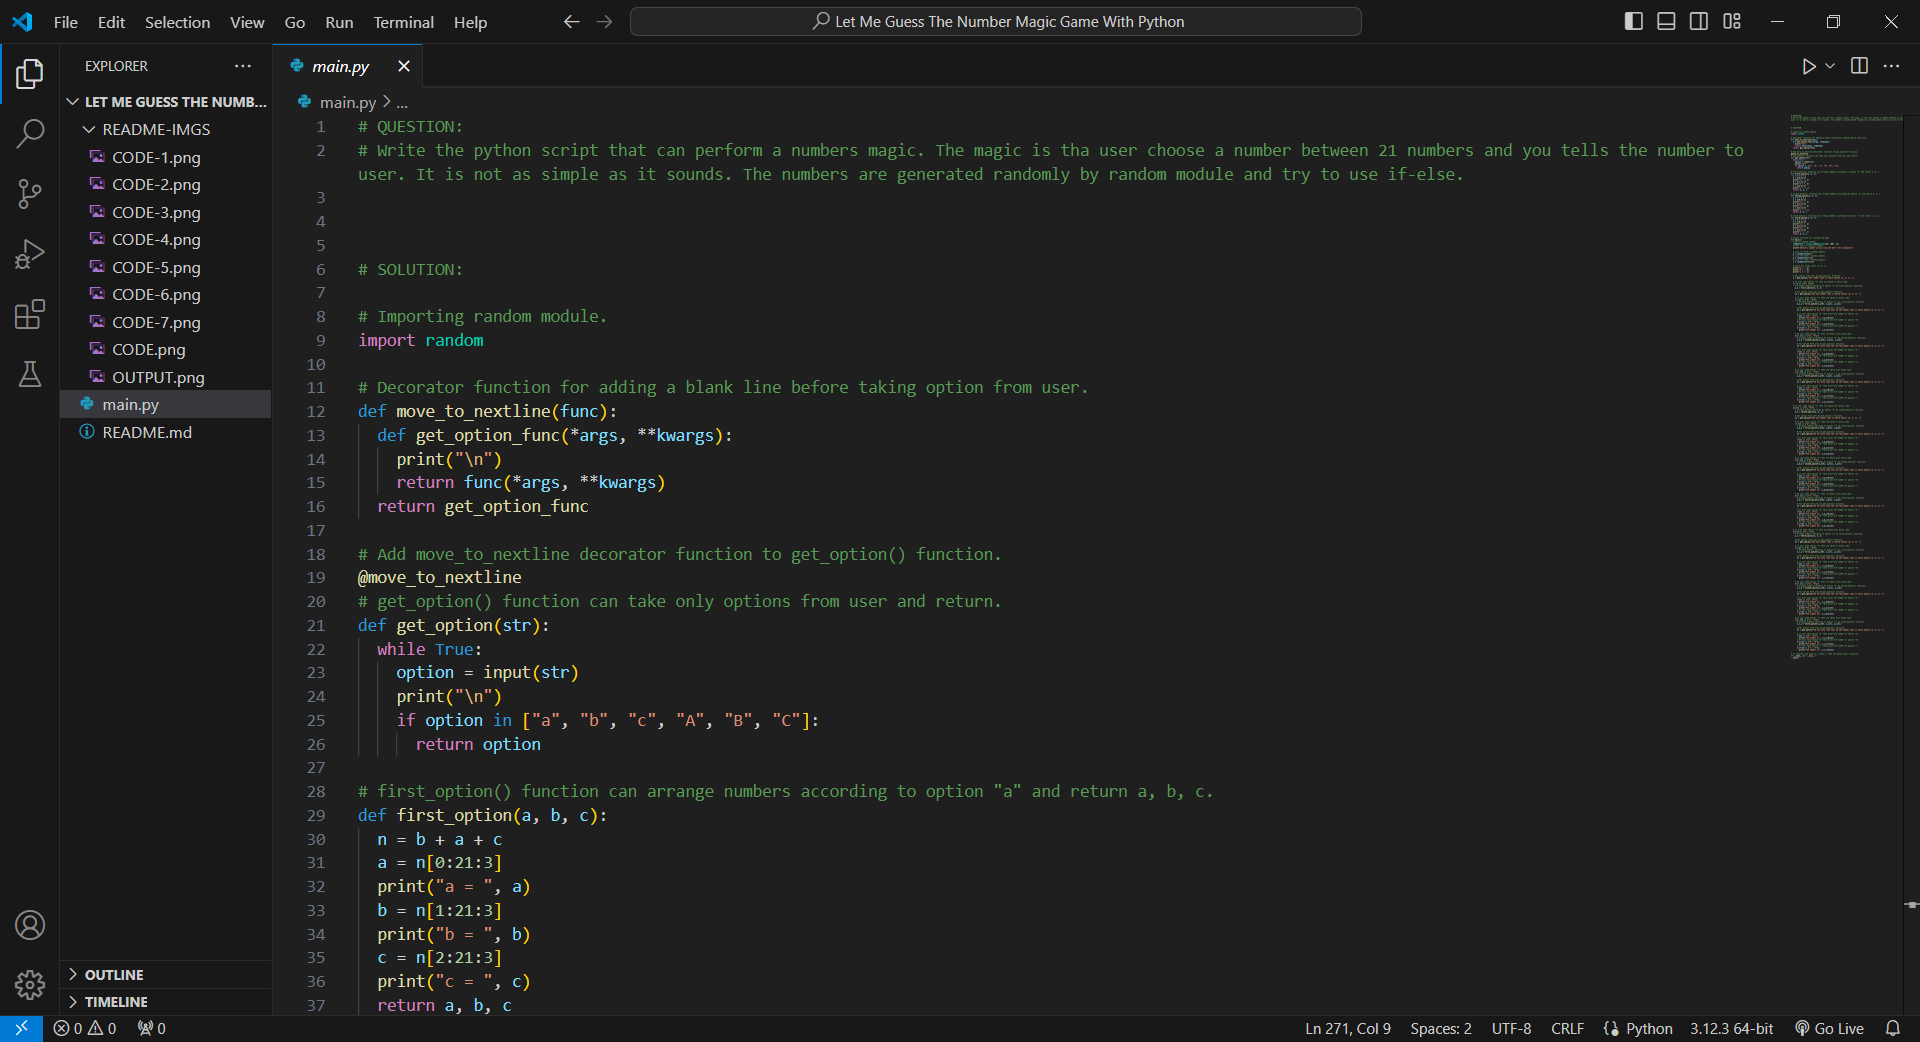 File Edit Selection View Go Run Terminal Help
Let Me Guess The Number Magic Game With Python
EXPLORER
LET ME GUESS THE NUMB...
README-IMGS
CODE-1.png
CODE-2.png
CODE-3.png
CODE-4.png
CODE-5.png
CODE-6.png
CODE-7.png
CODE.png
OUTPUT.png
main.py
README.md
OUTLINE
TIMELINE
main.py
main.py > ...
1 # QUESTION:
2 # Write the python script that can perform a numbers magic. The magic is tha user choose a number between 21 numbers and you tells the number to
user. It is not as simple as it sounds. The numbers are generated randomly by random module and try to use if-else.
3
4
5
6 # SOLUTION:
7
8 # Importing random module.
9 import random
10
11 # Decorator function for adding a blank line before taking option from user.
12 def move_to_nextline(func):
13   def get_option_func(*args, **kwargs):
14     print("\n")
15     return func(*args, **kwargs)
16   return get_option_func
17
18 # Add move_to_nextline decorator function to get_option() function.
19 @move_to_nextline
20 # get_option() function can take only options from user and return.
21 def get_option(str):
22   while True:
23     option = input(str)
24     print("\n")
25     if option in ["a", "b", "c", "A", "B", "C"]:
26       return option
27
28 # first_option() function can arrange numbers according to option "a" and return a, b, c.
29 def first_option(a, b, c):
30   n = b + a + c
31   a = n[0:21:3]
32   print("a = ", a)
33   b = n[1:21:3]
34   print("b = ", b)
35   c = n[2:21:3]
36   print("c = ", c)
37   return a, b, c
0 0 0
Ln 271, Col 9 Spaces: 2 UTF-8 CRLF Python 3.12.3 64-bit Go Live